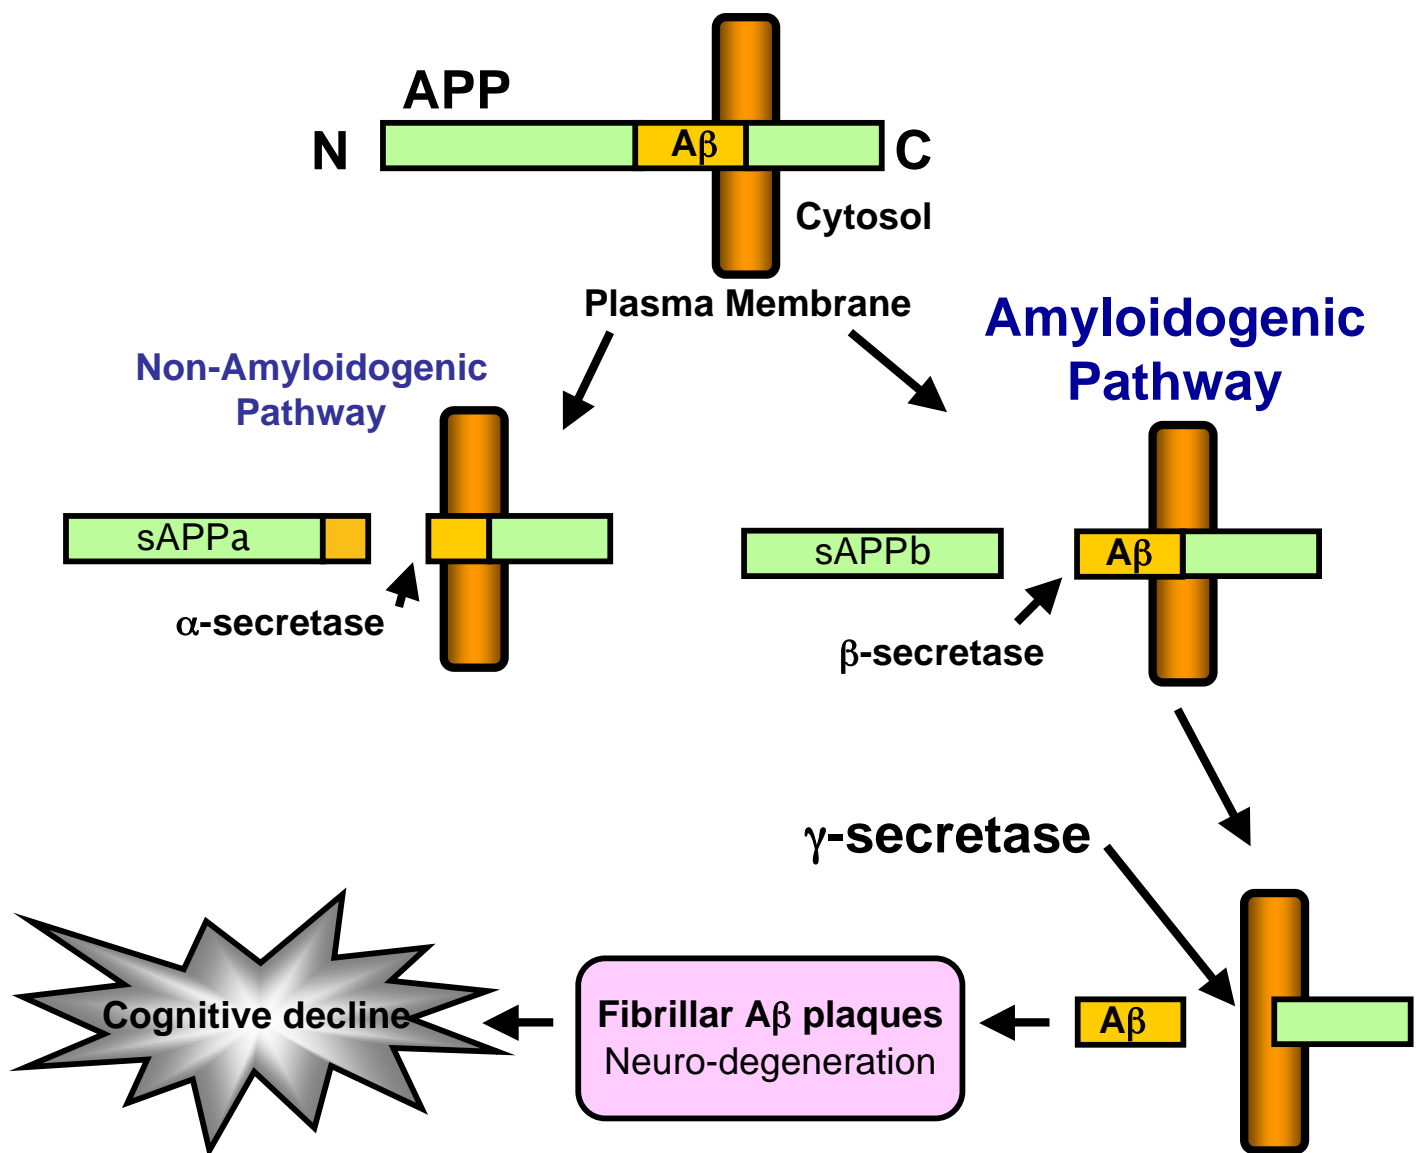 APP
N
Aβ
C
Cytosol
Plasma Membrane
Amyloidogenic
Pathway
Non-Amyloidogenic
Pathway
sAPPa
α-secretase
sAPPb
Aβ
β-secretase
γ-secretase
Aβ
Fibrillar Aβ plaques
Neuro-degeneration
Cognitive decline